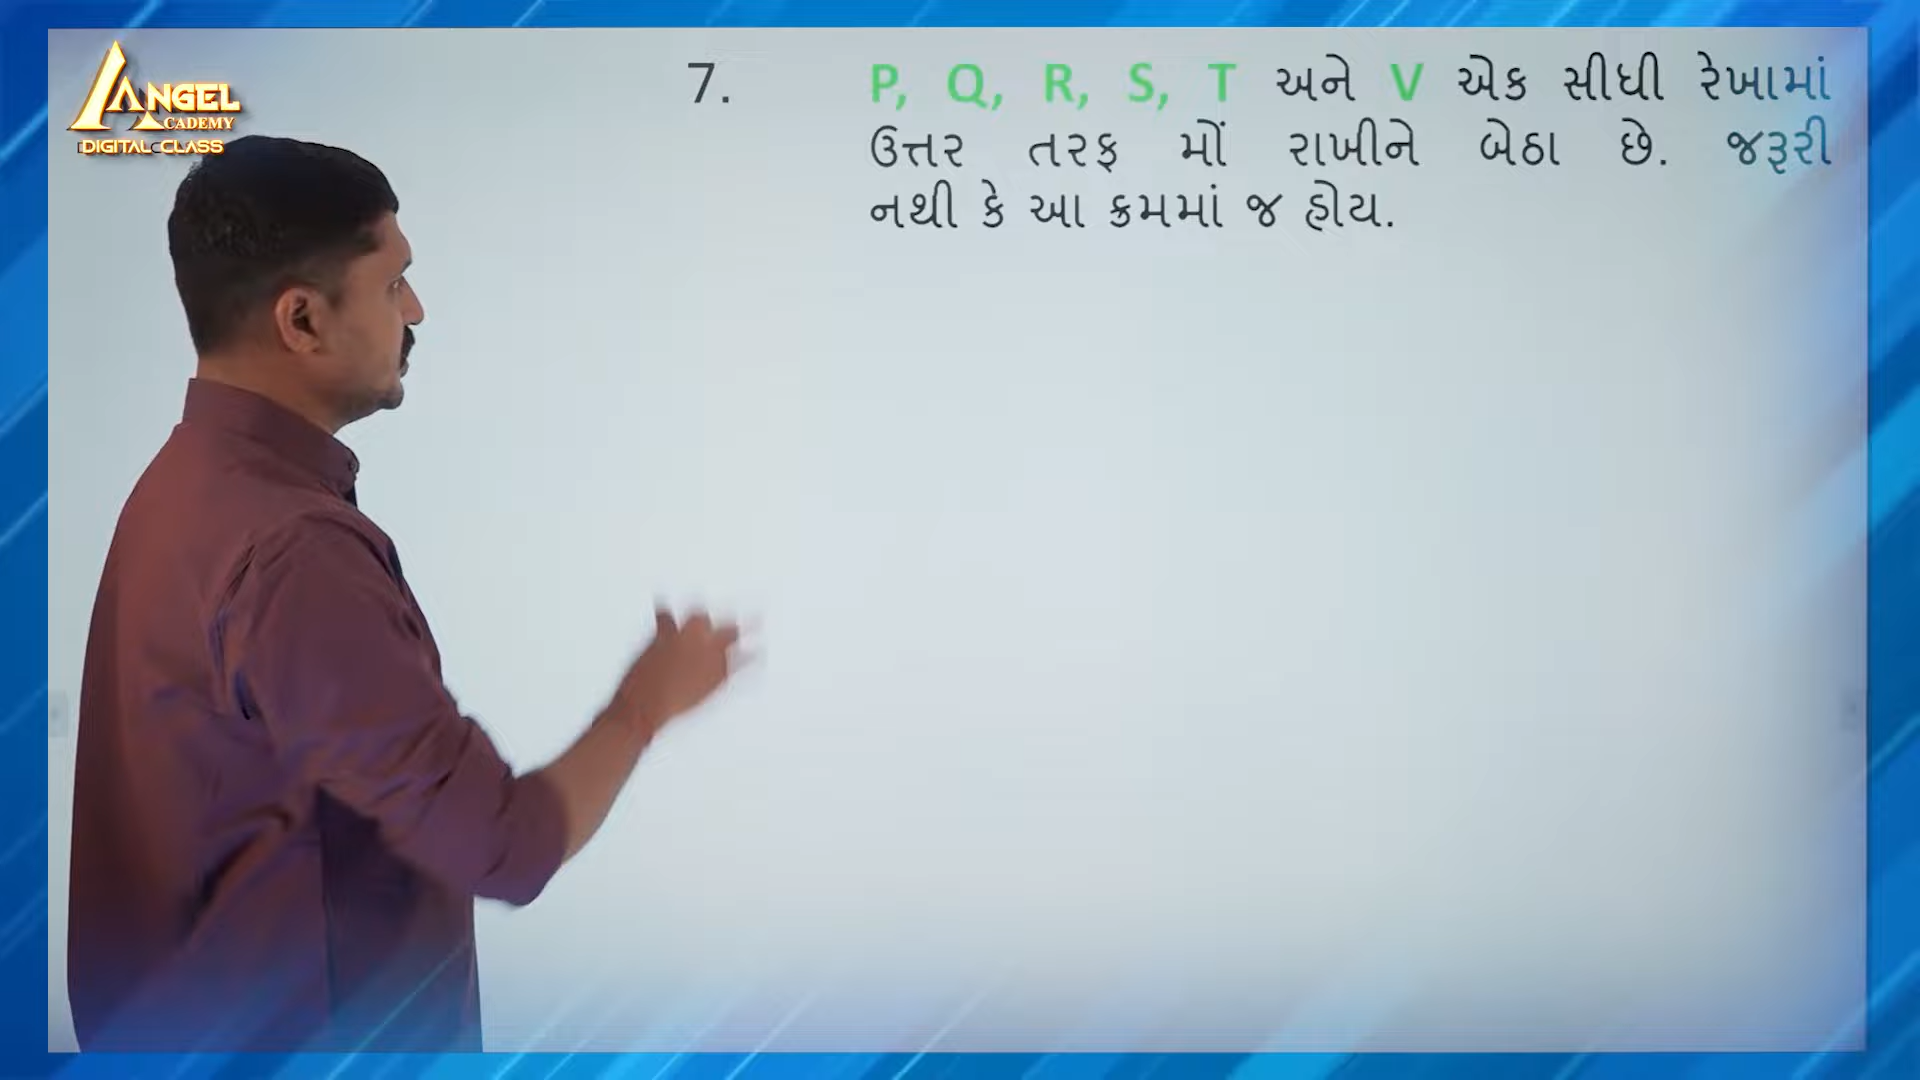 ANGEL
ACADEMY
DIGITAL CLASS
7. P, Q, R, S, T અને V એક સીધી રેખામાં
ઉત્તર તરફ મોં રાખીને બેઠા છે. જરૂરી
નથી કે આ ક્રમમાં જ હોય.